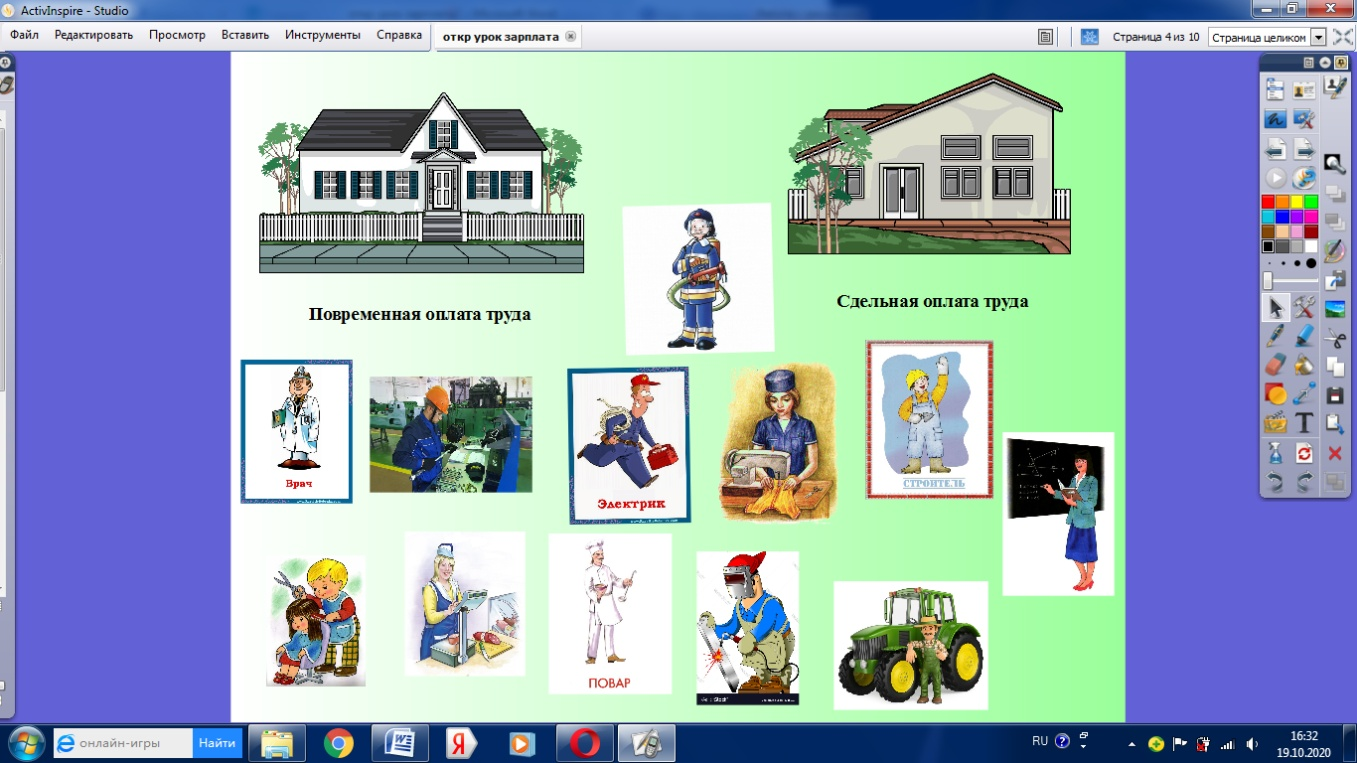 ActivInspire - Studio
Файл Редактировать Просмотр Вставить Инструменты Справка
откр урок зарплата
Страница 4 из 10
Страница целиком
Повременная оплата труда
Сдельная оплата труда
Врач
Электрик
СТРОИТЕЛЬ
ПОВАР
онлайн-игры
Найти
RU
16:32
19.10.2020